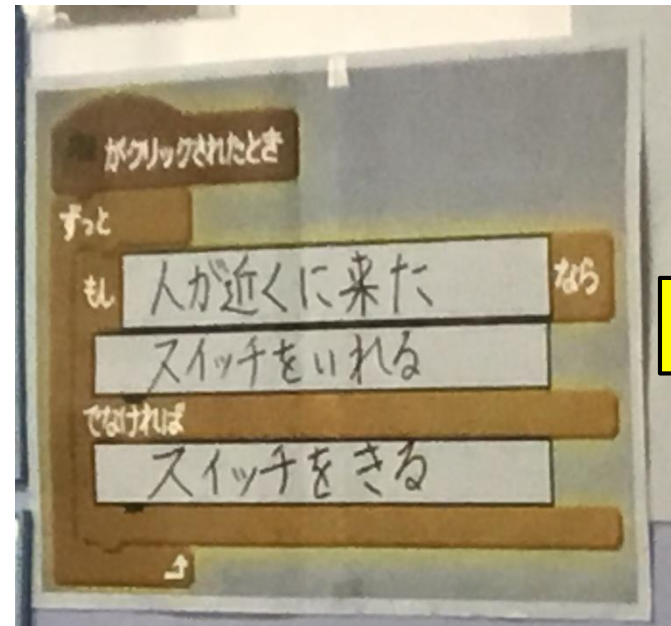 がクリックされたとき
ずっと
もし 人が近くに来た なら
スイッチをいれる
でなければ
スイッチをきる